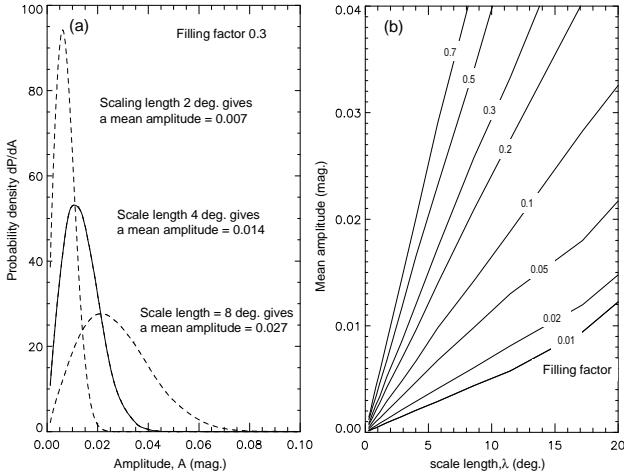 (a)
Filling factor 0.3
Scaling length 2 deg. gives
a mean amplitude = 0.007
Scale length 4 deg. gives
a mean amplitude = 0.014
Scale length = 8 deg. gives
a mean amplitude = 0.027
Probability density dP/dA
100
80
60
40
20
0
0.00
0.02
0.04
0.06
0.08
0.10
Amplitude, A (mag.)
(b)
0.7
0.5
0.3
0.2
0.1
0.05
0.02
0.01
Filling factor
Mean amplitude (mag.)
0.04
0.03
0.02
0.01
0.00
0
5
10
15
20
scale length,λ (deg.)